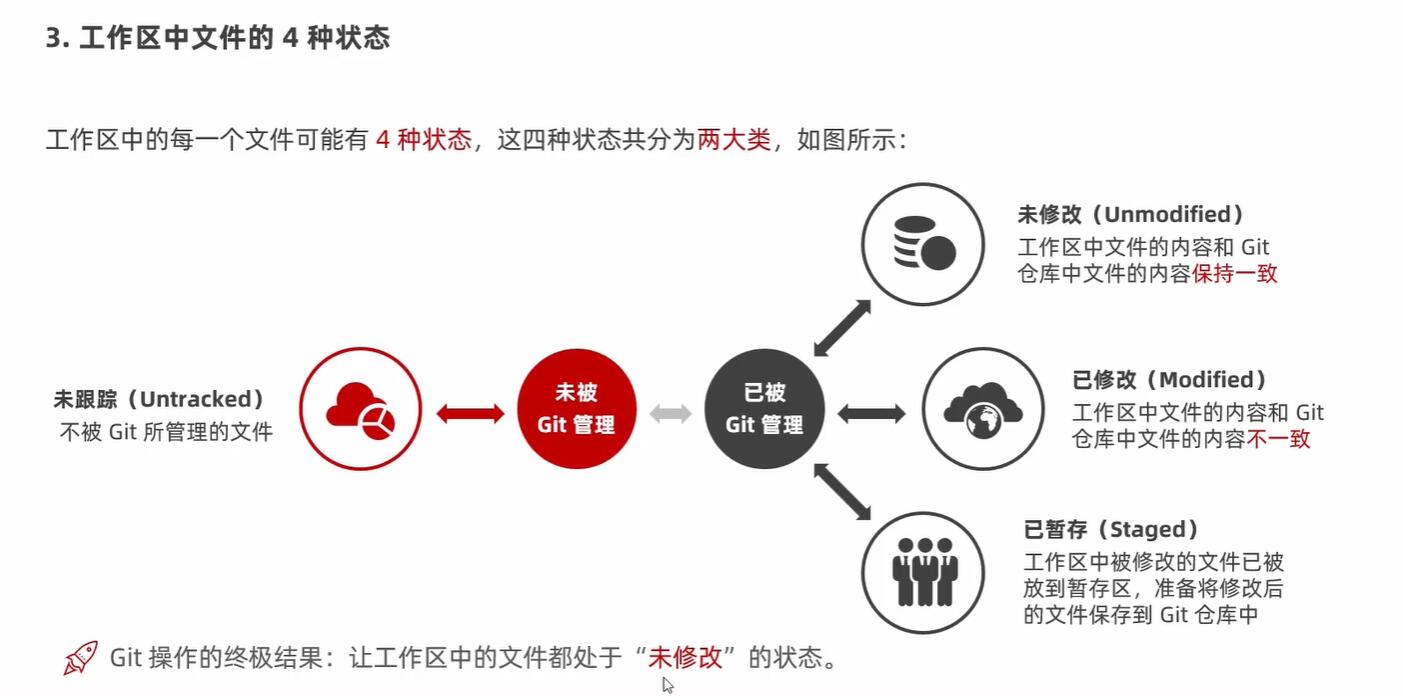 3. 工作区中文件的 4 种状态
工作区中的每一个文件可能有 4 种状态，这四种状态共分为两大类，如图所示：
未修改（Unmodified）
工作区中文件的内容和 Git
仓库中文件的内容保持一致
未跟踪（Untracked）
不被 Git 所管理的文件
未被
Git 管理
已被
Git 管理
已修改（Modified）
工作区中文件的内容和 Git
仓库中文件的内容不一致
已暂存（Staged）
工作区中被修改的文件已被
放到暂存区，准备将修改后
的文件保存到 Git 仓库中
Git 操作的终极结果：让工作区中的文件都处于“未修改”的状态。